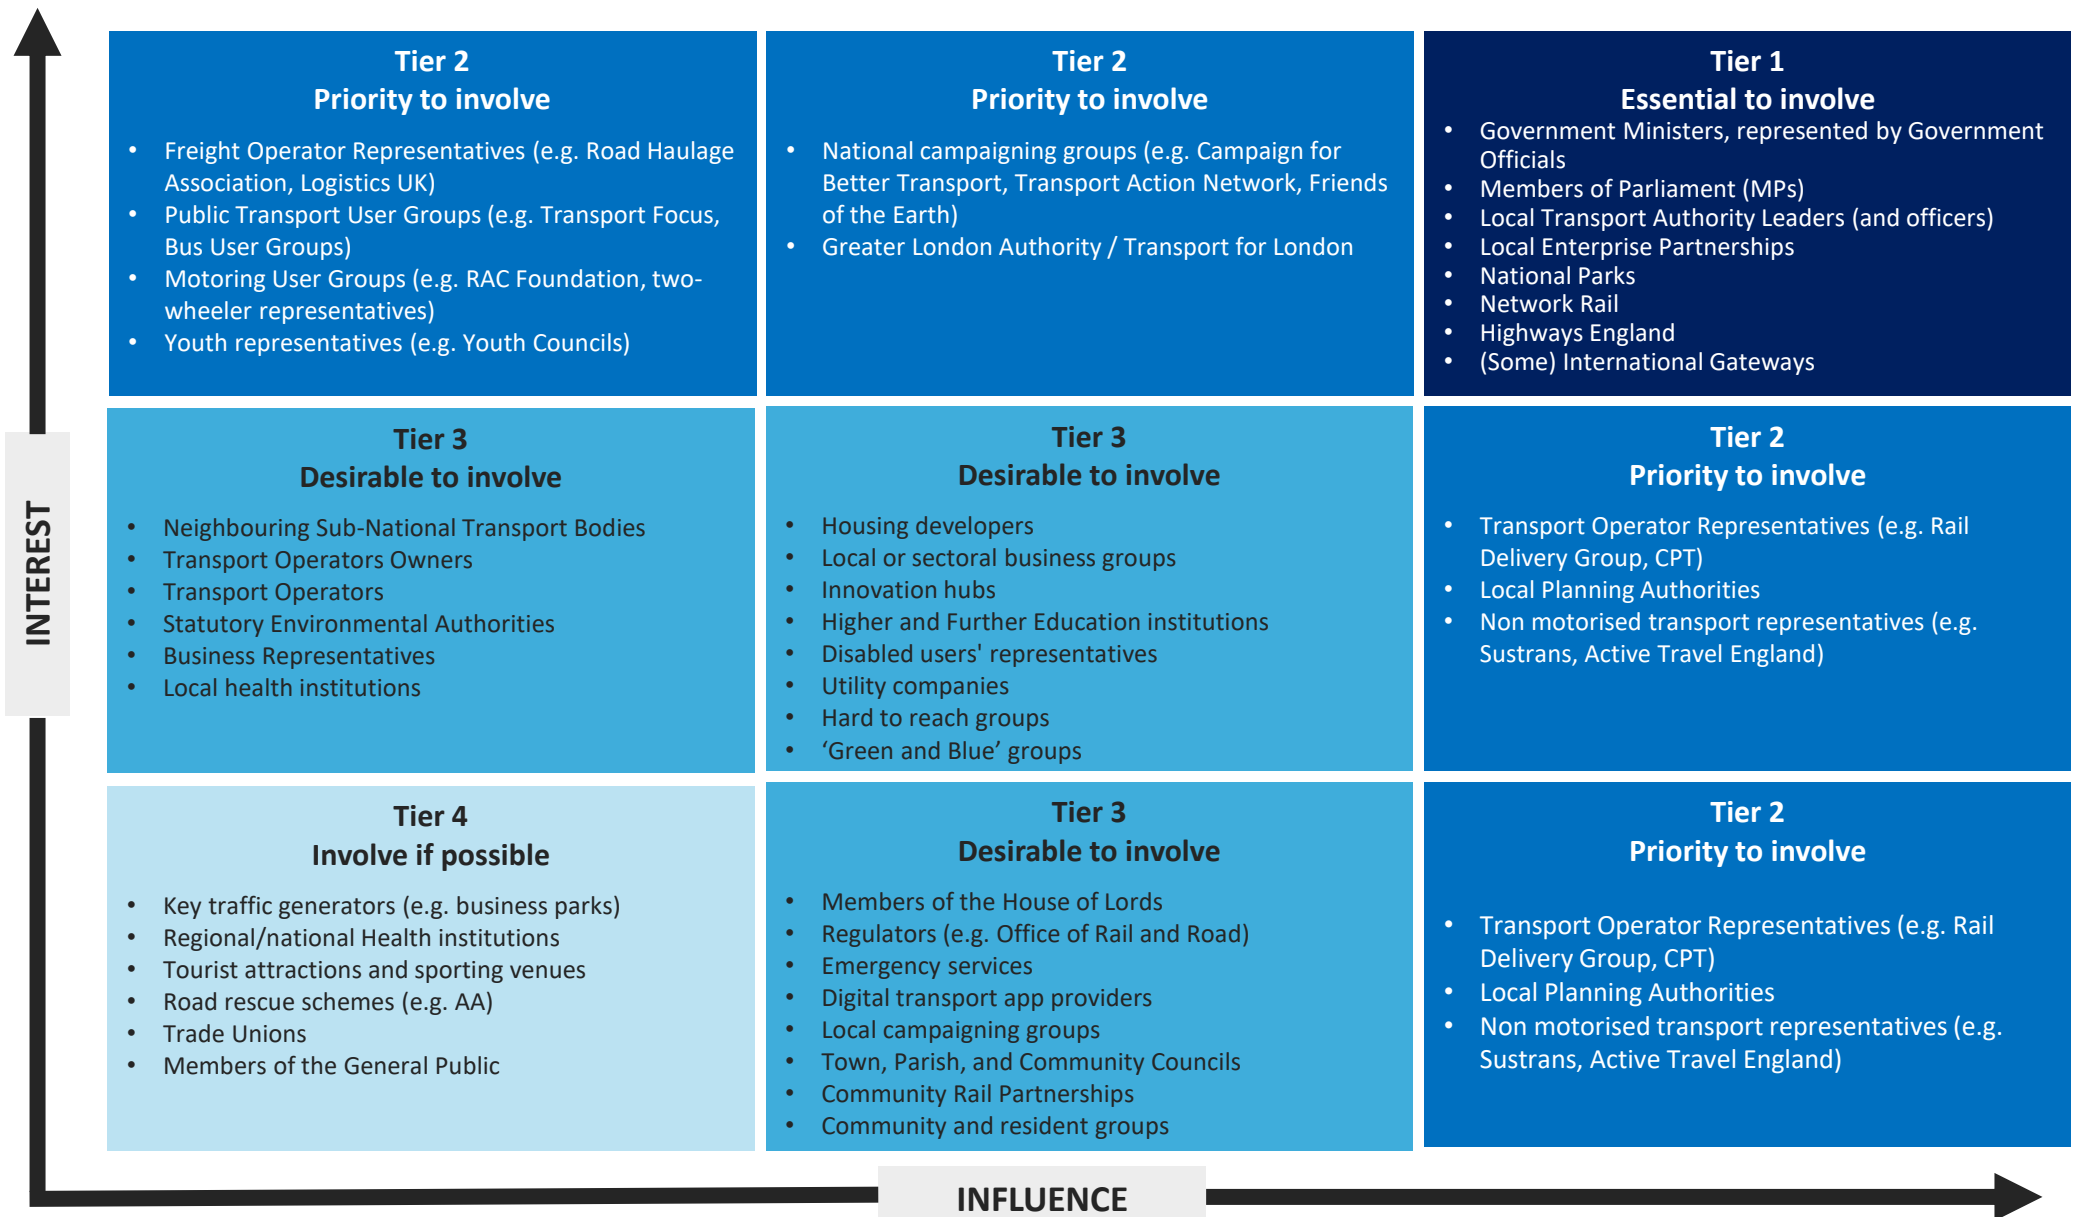 Tier 2
Priority to involve
• Freight Operator Representatives (e.g. Road Haulage
Association, Logistics UK)
• Public Transport User Groups (e.g. Transport Focus,
Bus User Groups)
• Motoring User Groups (e.g. RAC Foundation, two-
wheeler representatives)
• Youth representatives (e.g. Youth Councils)
Tier 2
Priority to involve
• National campaigning groups (e.g. Campaign for
Better Transport, Transport Action Network, Friends
of the Earth)
• Greater London Authority / Transport for London
Tier 1
Essential to involve
• Government Ministers, represented by Government
Officials
• Members of Parliament (MPs)
• Local Transport Authority Leaders (and officers)
• Local Enterprise Partnerships
• National Parks
• Network Rail
• Highways England
• (Some) International Gateways
INTEREST
Tier 3
Desirable to involve
• Neighbouring Sub-National Transport Bodies
• Transport Operators Owners
• Transport Operators
• Statutory Environmental Authorities
• Business Representatives
• Local health institutions
Tier 3
Desirable to involve
• Housing developers
• Local or sectoral business groups
• Innovation hubs
• Higher and Further Education institutions
• Disabled users' representatives
• Utility companies
• Hard to reach groups
• ‘Green and Blue’ groups
Tier 2
Priority to involve
• Transport Operator Representatives (e.g. Rail
Delivery Group, CPT)
• Local Planning Authorities
• Non motorised transport representatives (e.g.
Sustrans, Active Travel England)
Tier 4
Involve if possible
• Key traffic generators (e.g. business parks)
• Regional/national Health institutions
• Tourist attractions and sporting venues
• Road rescue schemes (e.g. AA)
• Trade Unions
• Members of the General Public
Tier 3
Desirable to involve
• Members of the House of Lords
• Regulators (e.g. Office of Rail and Road)
• Emergency services
• Digital transport app providers
• Local campaigning groups
• Town, Parish, and Community Councils
• Community Rail Partnerships
• Community and resident groups
Tier 2
Priority to involve
• Transport Operator Representatives (e.g. Rail
Delivery Group, CPT)
• Local Planning Authorities
• Non motorised transport representatives (e.g.
Sustrans, Active Travel England)
INFLUENCE